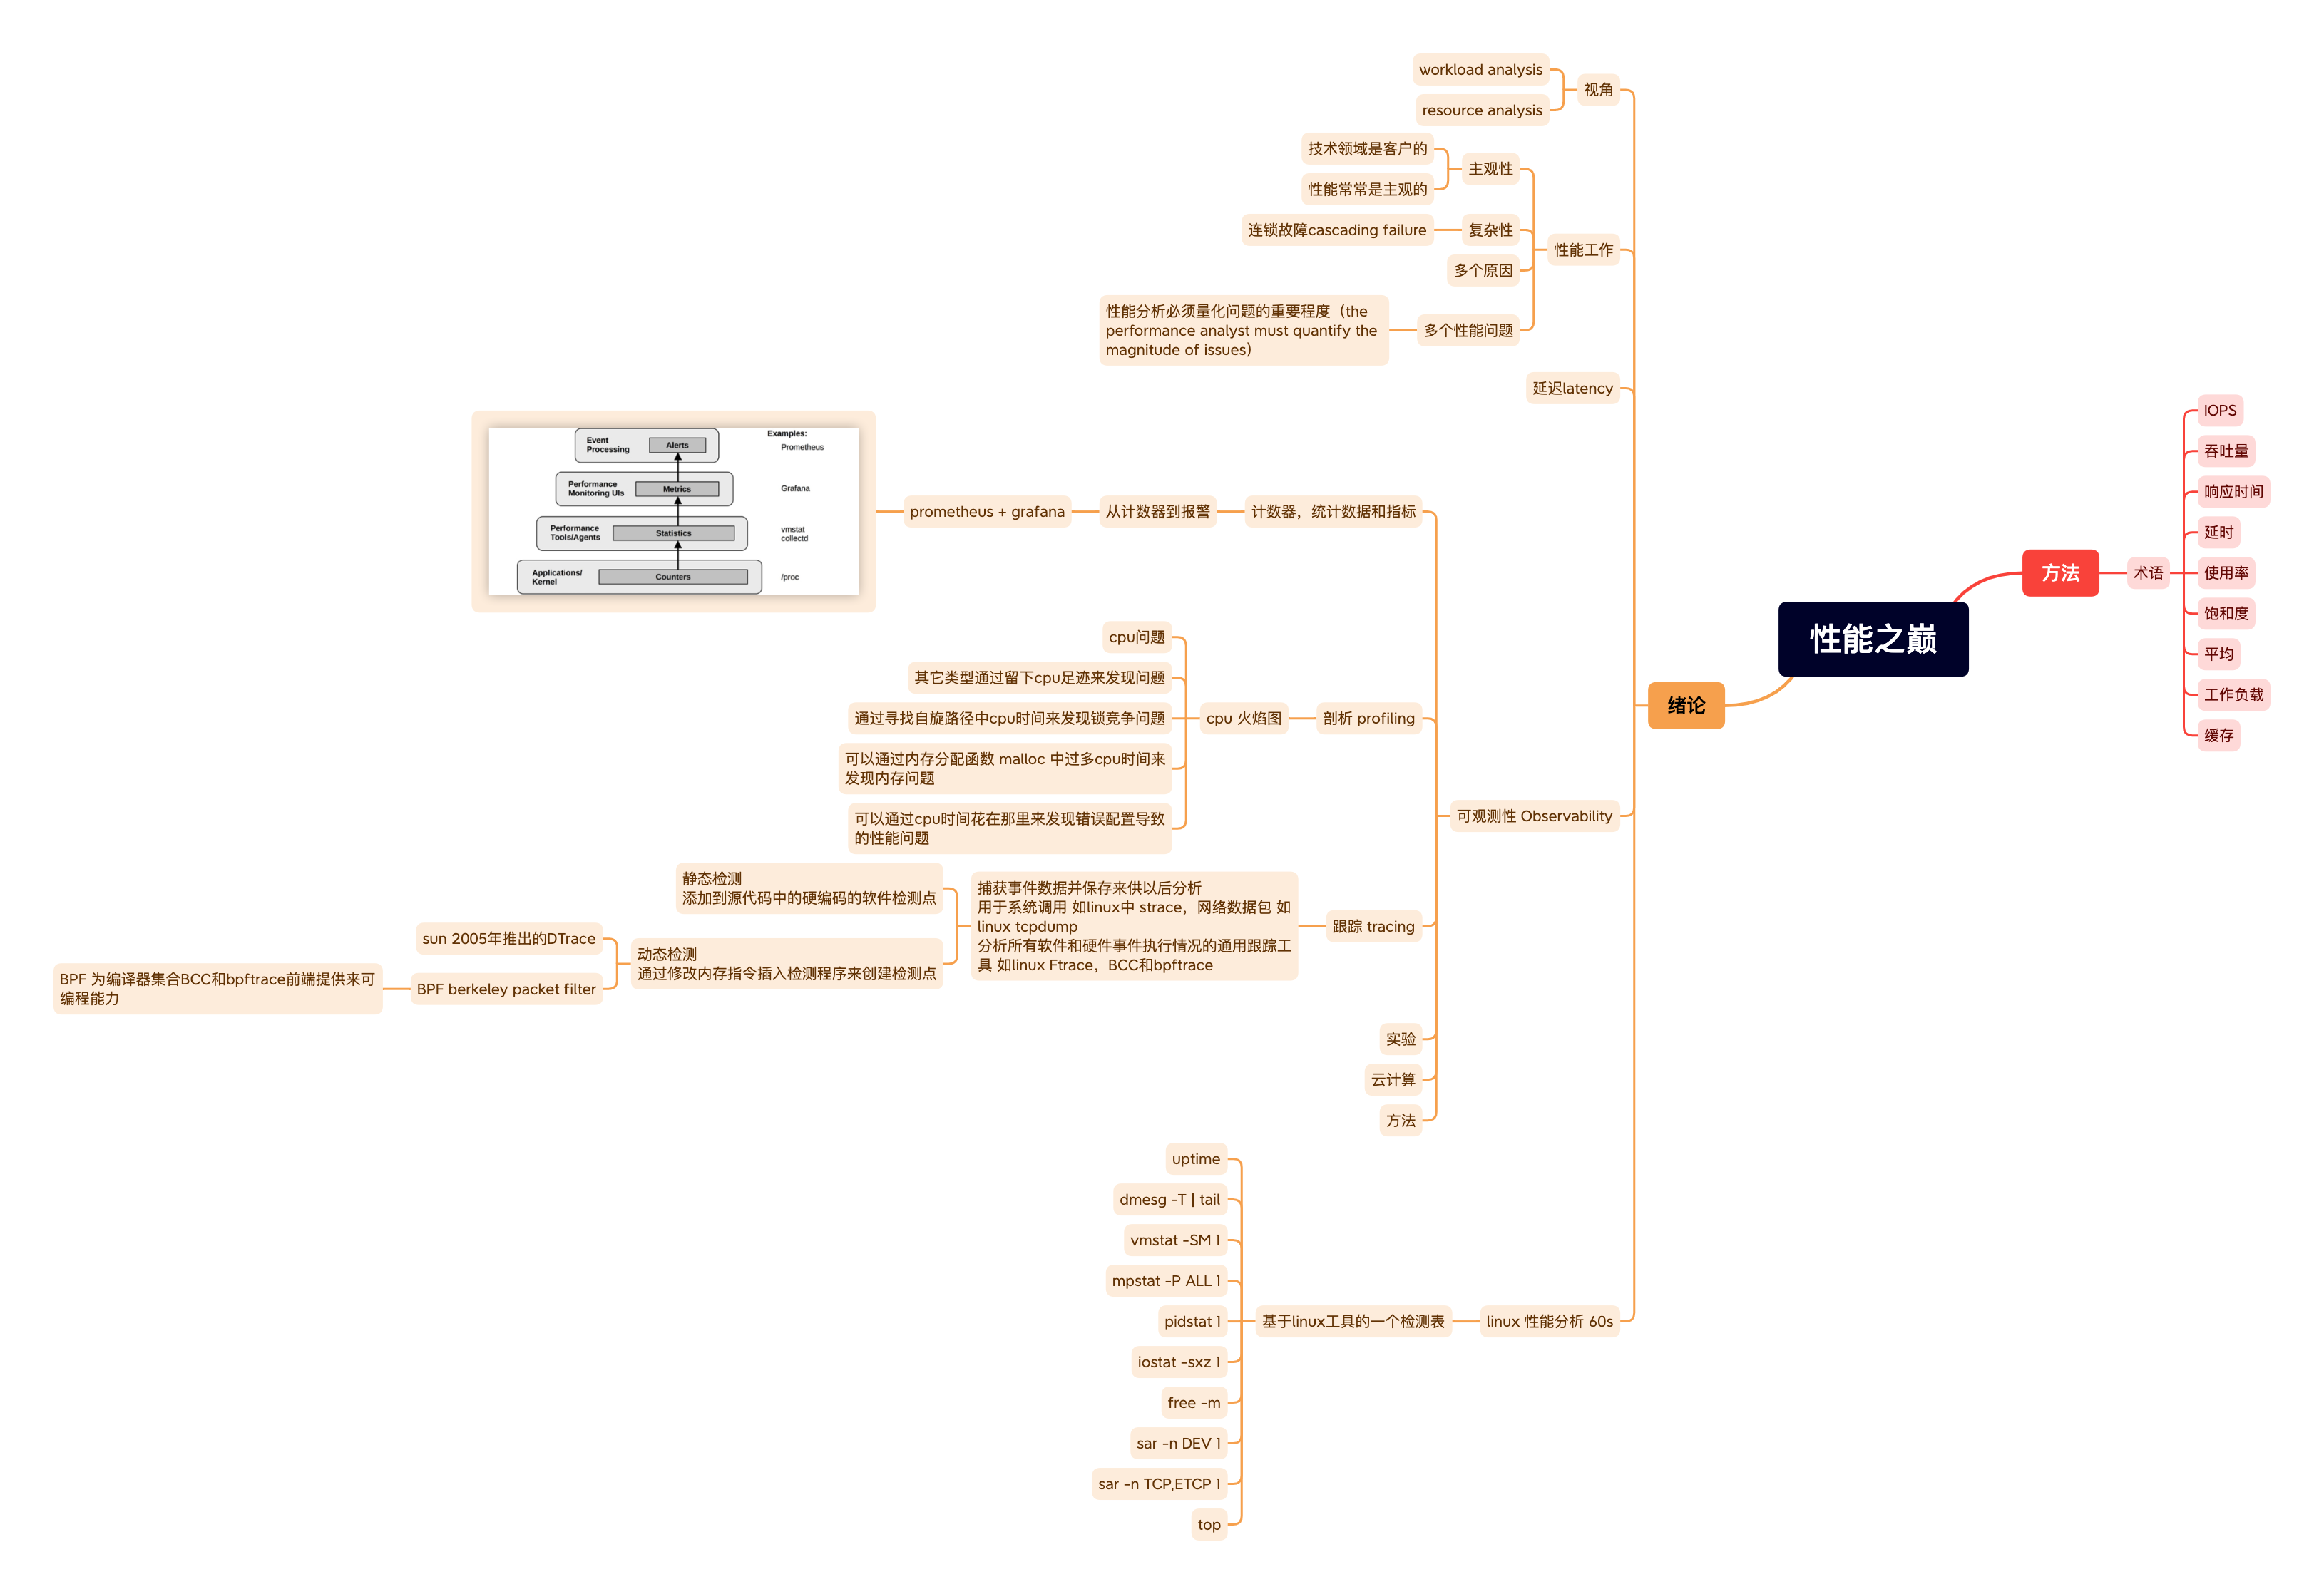 性能之巅
方法
术语
IOPS
吞吐量
响应时间
延时
使用率
饱和度
平均
工作负载
缓存
绪论
视角
workload analysis
resource analysis
性能工作
主观性
技术领域是客户的
性能常常是主观的
复杂性
连锁故障cascading failure
多个原因
多个性能问题
性能分析必须量化问题的重要程度（the
performance analyst must quantify the
magnitude of issues）
延迟latency
可观测性 Observability
计数器，统计数据和指标
从计数器到报警
prometheus + grafana
Examples:
Event
Processing
Alerts
Prometheus
Performance
Monitoring UIs
Metrics
Grafana
Performance
Tools/Agents
Statistics
vmstat
collectd
Applications/
Kernel
Counters
/proc
剖析 profiling
cpu 火焰图
cpu问题
其它类型通过留下cpu足迹来发现问题
通过寻找自旋路径中cpu时间来发现锁竞争问题
可以通过内存分配函数 malloc 中过多cpu时间来
发现内存问题
可以通过cpu时间花在那里来发现错误配置导致
的性能问题
跟踪 tracing
捕获事件数据并保存来供以后分析
用于系统调用 如linux中 strace，网络数据包 如
linux tcpdump
分析所有软件和硬件事件执行情况的通用跟踪工
具 如linux Ftrace，BCC和bpftrace
静态检测
添加到源代码中的硬编码的软件检测点
动态检测
通过修改内存指令插入检测程序来创建检测点
sun 2005年推出的DTrace
BPF berkeley packet filter
BPF 为编译器集合BCC和bpftrace前端提供来可
编程能力
实验
云计算
方法
linux 性能分析 60s
基于linux工具的一个检测表
uptime
dmesg -T | tail
vmstat -SM 1
mpstat -P ALL 1
pidstat 1
iostat -sxz 1
free -m
sar -n DEV 1
sar -n TCP,ETCP 1
top